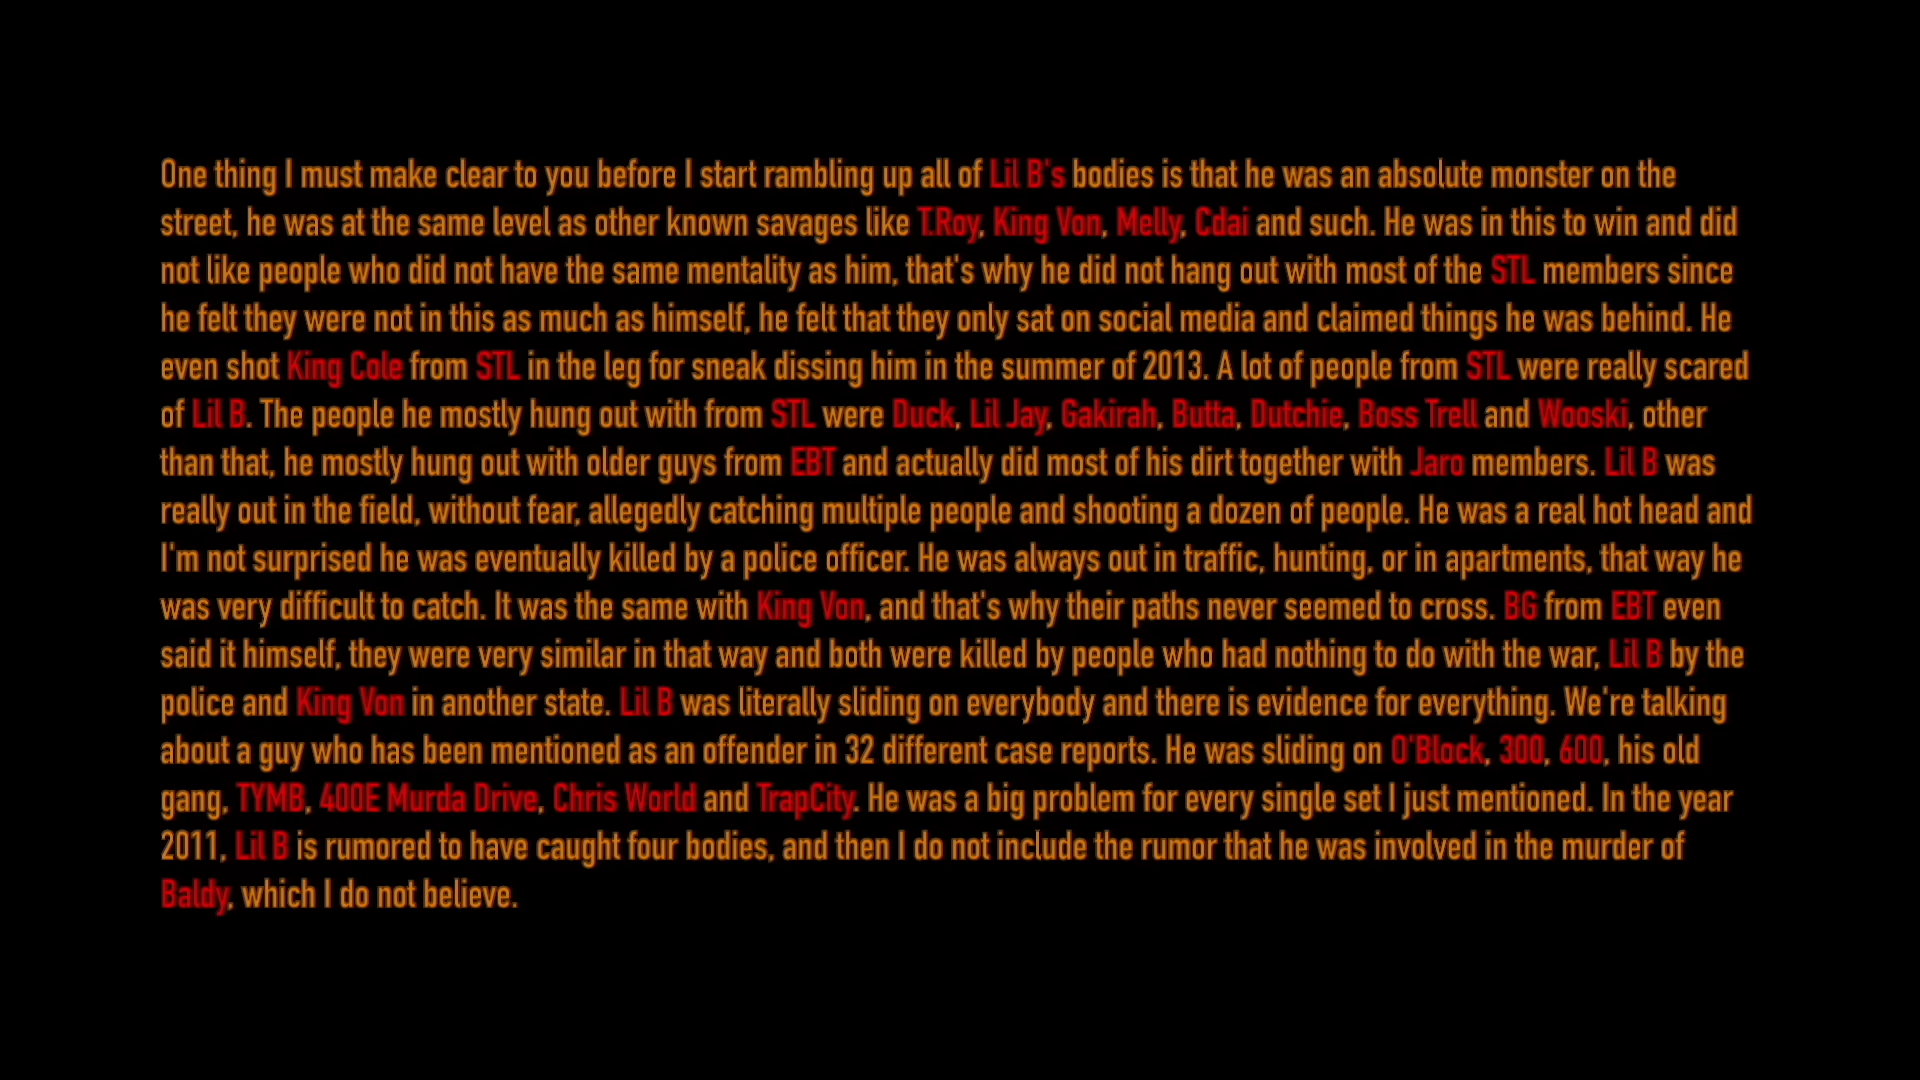 One thing I must make clear to you before I start rambling up all of Lil B's bodies is that he was an absolute monster on the
street, he was at the same level as other known savages like T.Roy, King Von, Melly, Cdai and such. He was in this to win and did
not like people who did not have the same mentality as him, that's why he did not hang out with most of the STL members since
he felt they were not in this as much as himself, he felt that they only sat on social media and claimed things he was behind. He
even shot King Cole from STL in the leg for sneak dissing him in the summer of 2013. A lot of people from STL were really scared
of Lil B. The people he mostly hung out with from STL were Duck, Lil Jay, Gakirah, Butta, Dutchie, Boss Trell and Wooski, other
than that, he mostly hung out with older guys from EBT and actually did most of his dirt together with Jaro members. Lil B was
really out in the field, without fear, allegedly catching multiple people and shooting a dozen of people. He was a real hot head and
I'm not surprised he was eventually killed by a police officer. He was always out in traffic, hunting, or in apartments, that way he
was very difficult to catch. It was the same with King Von, and that's why their paths never seemed to cross. BG from EBT even
said it himself, they were very similar in that way and both were killed by people who had nothing to do with the war, Lil B by the
police and King Von in another state. Lil B was literally sliding on everybody and there is evidence for everything. We're talking
about a guy who has been mentioned as an offender in 32 different case reports. He was sliding on O'Block, 300, 600, his old
gang, TYMB, 400E Murda Drive, Chris World and TrapCity. He was a big problem for every single set I just mentioned. In the year
2011, Lil B is rumored to have caught four bodies, and then I do not include the rumor that he was involved in the murder of
Baldy, which I do not believe.